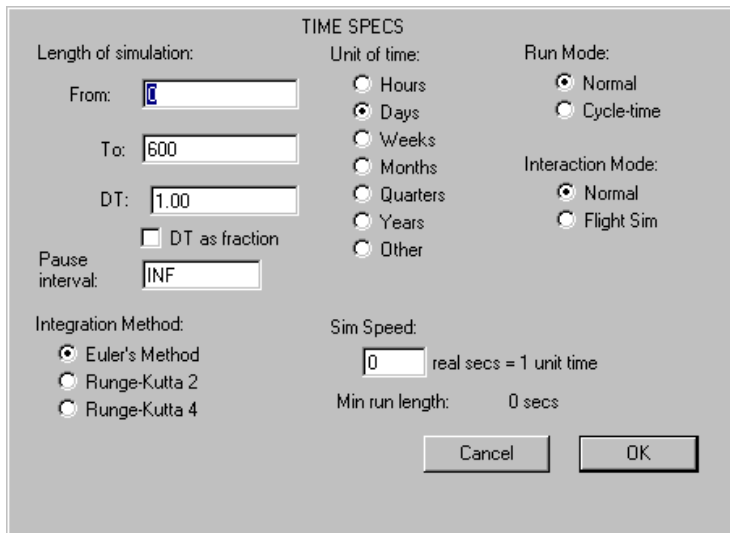 TIME SPECS
Length of simulation:
From: 0
To: 600
DT: 1.00
DT as fraction
Pause
interval: INF
Unit of time:
Hours
Days
Weeks
Months
Quarters
Years
Other
Run Mode:
Normal
Cycle-time
Interaction Mode:
Normal
Flight Sim
Integration Method:
Euler's Method
Runge-Kutta 2
Runge-Kutta 4
Sim Speed:
0 real secs = 1 unit time
Min run length: 0 secs
Cancel
OK